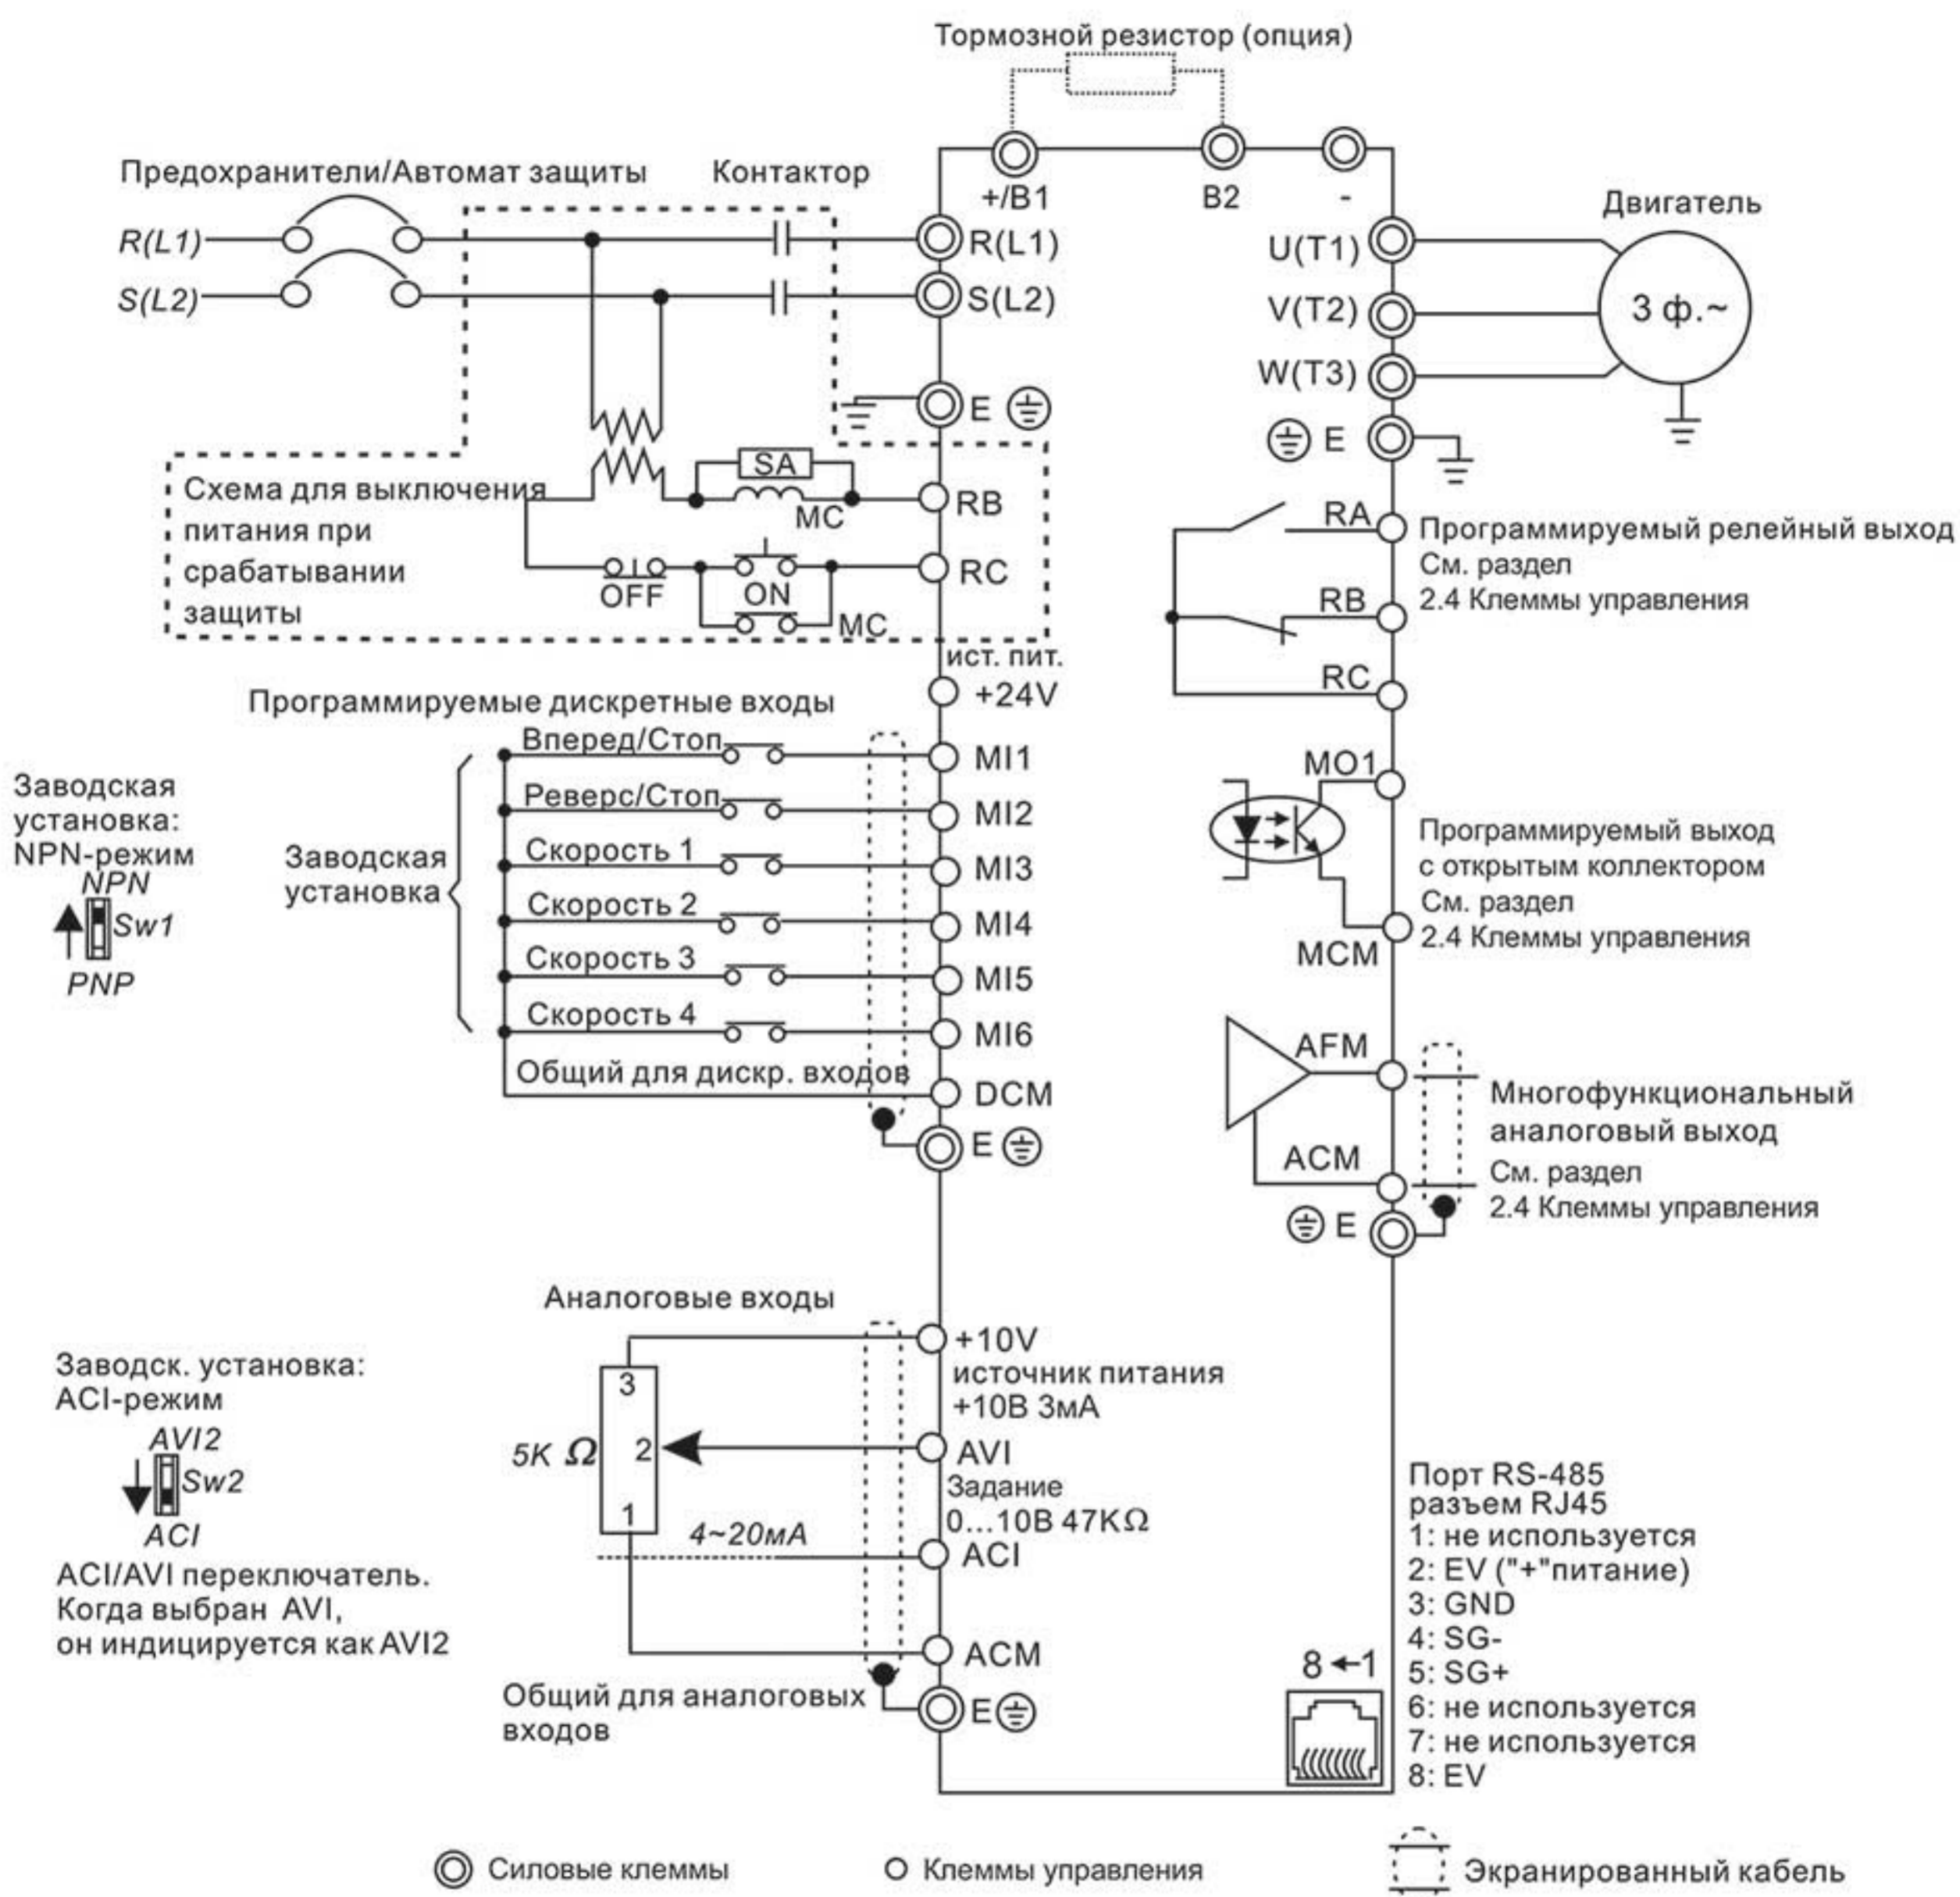 Тормозной резистор (опция)
Предохранители/Автомат защиты
Контактор
+/B1
B2
-
Двигатель
R(L1)
R(L1)
U(T1)
S(L2)
S(L2)
V(T2)
3 ф.~
W(T3)
E
E
Схема для выключения
питания при
срабатывании
защиты
SA
MC
RB
OFF
ON
RC
MC
RA
Программируемый релейный выход
См. раздел
RB
2.4 Клеммы управления
RC
ист. пит.
+24V
Программируемые дискретные входы
Вперед/Стоп
MI1
Реверс/Стоп
MI2
Скорость 1
MI3
Скорость 2
MI4
Скорость 3
MI5
Скорость 4
MI6
Общий для дискр. входов
DCM
E
Заводская
установка:
NPN-режим
NPN
Sw1
PNP
Заводская
установка
MO1
Программируемый выход
с открытым коллектором
См. раздел
2.4 Клеммы управления
MCM
AFM
Многофункциональный
аналоговый выход
ACM
См. раздел
2.4 Клеммы управления
E
Аналоговые входы
+10V
источник питания
+10В 3мА
3
5K Ω
2
AVI
Задание
0...10В 47KΩ
1
4~20мА
ACI
ACM
Общий для аналоговых
входов
E
Заводск. установка:
ACI-режим
AVI2
Sw2
ACI
ACI/AVI переключатель.
Когда выбран AVI,
он индицируется как AVI2
Порт RS-485
разъем RJ45
1: не используется
2: EV ("+"питание)
3: GND
4: SG-
5: SG+
6: не используется
7: не используется
8: EV
8←1
Силовые клеммы
Клеммы управления
Экранированный кабель